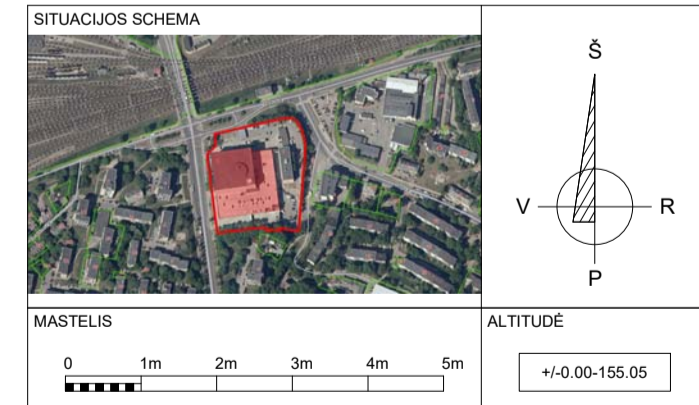 SITUACIJOS SCHEMA
Š
V R
P
MASTELIS
0 1m 2m 3m 4m 5m
ALTITUDĖ
+/-0.00-155.05